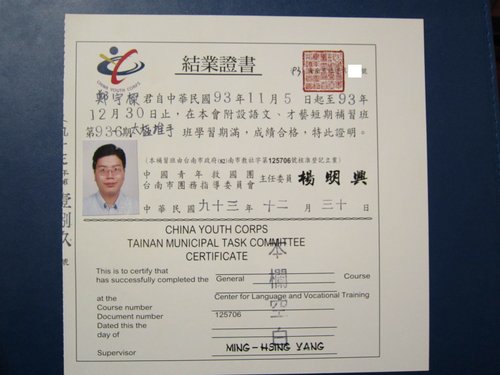 CHINA YOUTH CORPS
結業證書
君自中華民國93年11月5日起至93年
12月30日止，在本會附設語文、才藝短期補習班
第93-6期太極推手班學習期滿，成績合格，特此證明。
(本補習班由台南市政府(82)南市教社字第125706號核准登記立案)
中國青年救國團
台南市團務指導委員會 主任委員 楊明興
中華民國九十三年十二月三十日
CHINA YOUTH CORPS
TAINAN MUNICIPAL TASK COMMITTEE
CERTIFICATE
This is to certify that
has successfully completed the General Course
at the Center for Language and Vocational Training
Course number
Document number 125706
Dated this the
day of
Supervisor MING-HSING YANG
本欄空白